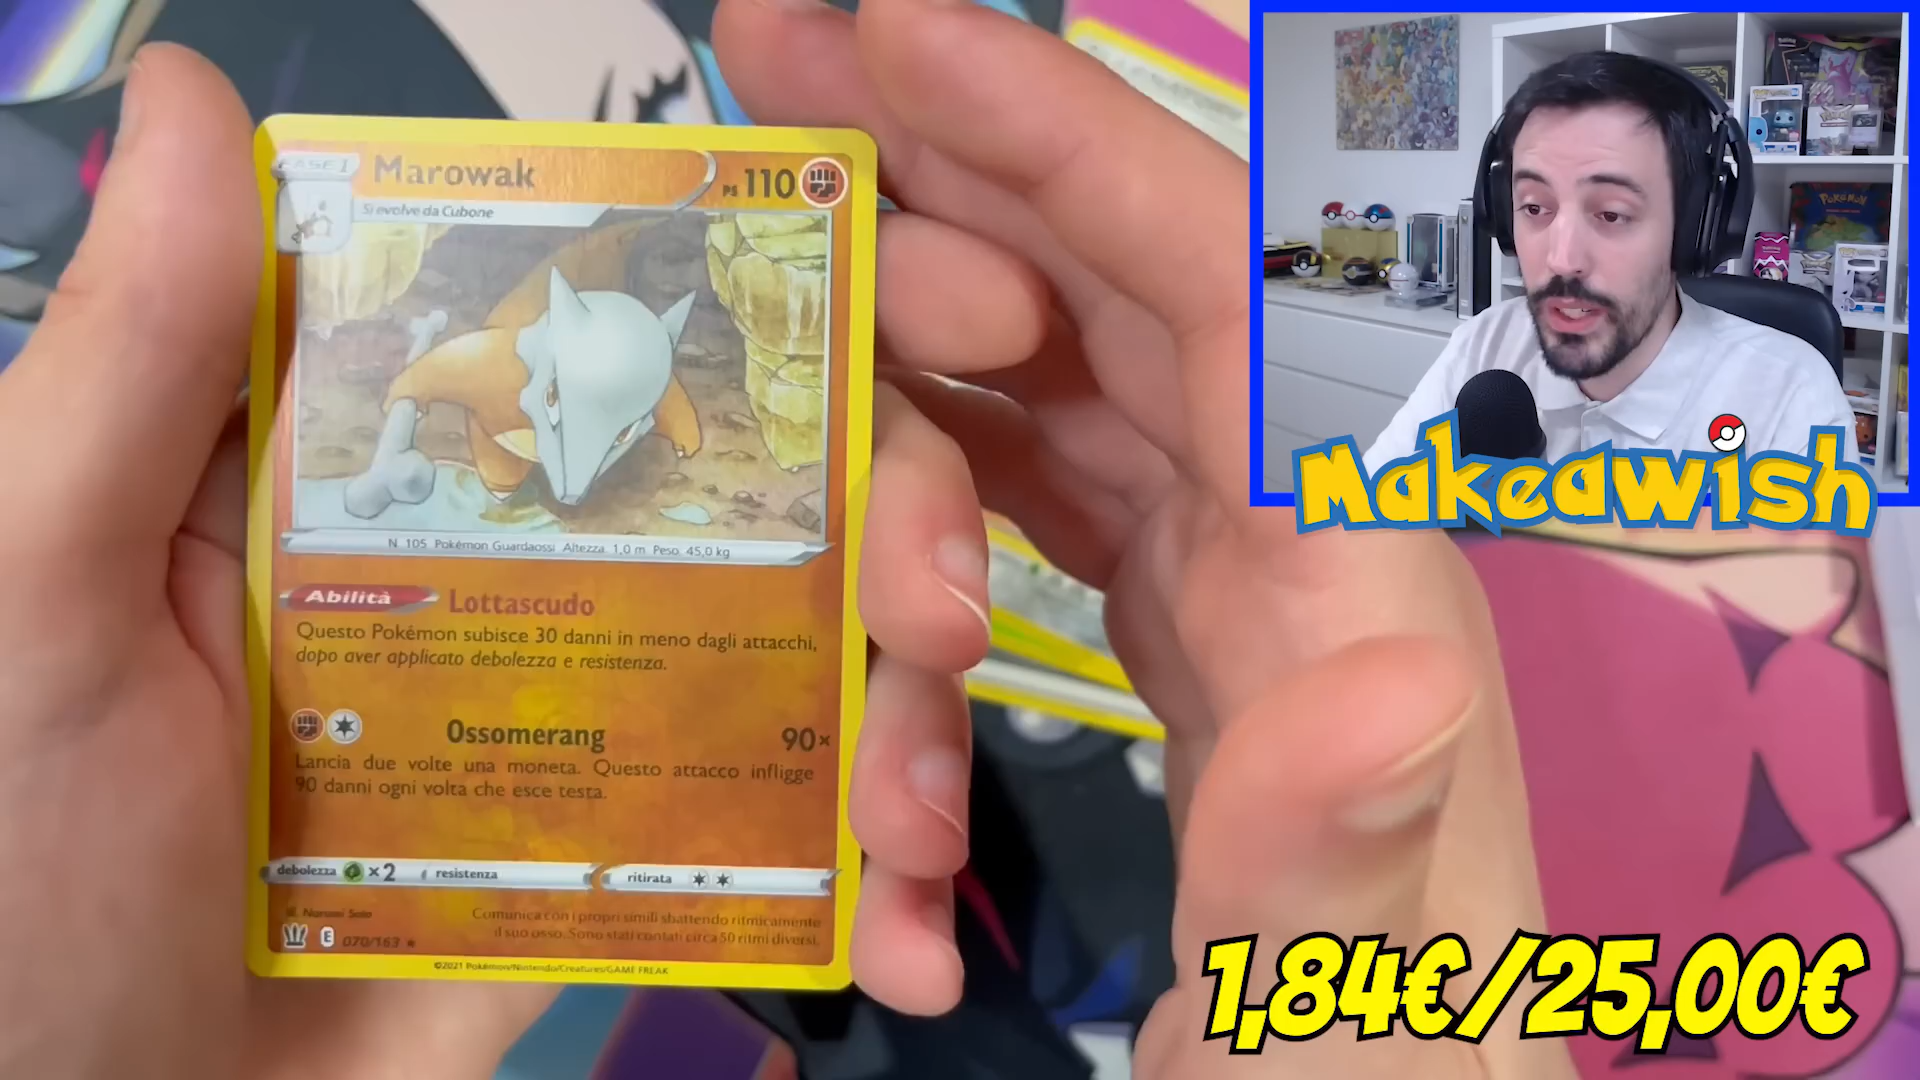 FASE 1
Marowak
PS 110
Si evolve da Cubone
N. 105 Pokémon Guardaossi Altezza: 1,0 m Peso: 45,0 kg
Abilità Lottascudo
Questo Pokémon subisce 30 danni in meno dagli attacchi,
dopo aver applicato debolezza e resistenza.
Ossomerang 90×
Lancia due volte una moneta. Questo attacco infligge
90 danni ogni volta che esce testa.
debolezza ×2 resistenza ritirata
Comunica con i propri simili sbattendo ritmicamente
il suo osso. Sono stati contati circa 50 ritmi diversi.
E 070/163
©2021 Pokémon/Nintendo/Creatures/GAME FREAK
POKÉMON
Makeawish
1,84€/25,00€